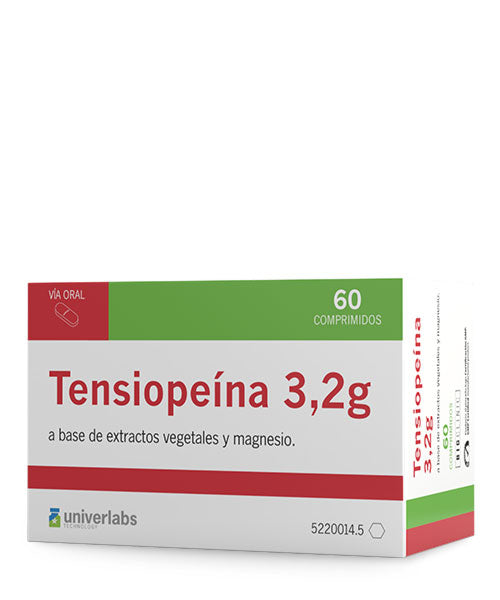 VÍA ORAL
60
COMPRIMIDOS
Tensiopeína 3,2g
a base de extractos vegetales y magnesio.
univerlabs
TECHNOLOGY
5220014.5
Tensiopeína
3,2g
a base de extractos vegetales y magnesio.
60
COMPRIMIDOS